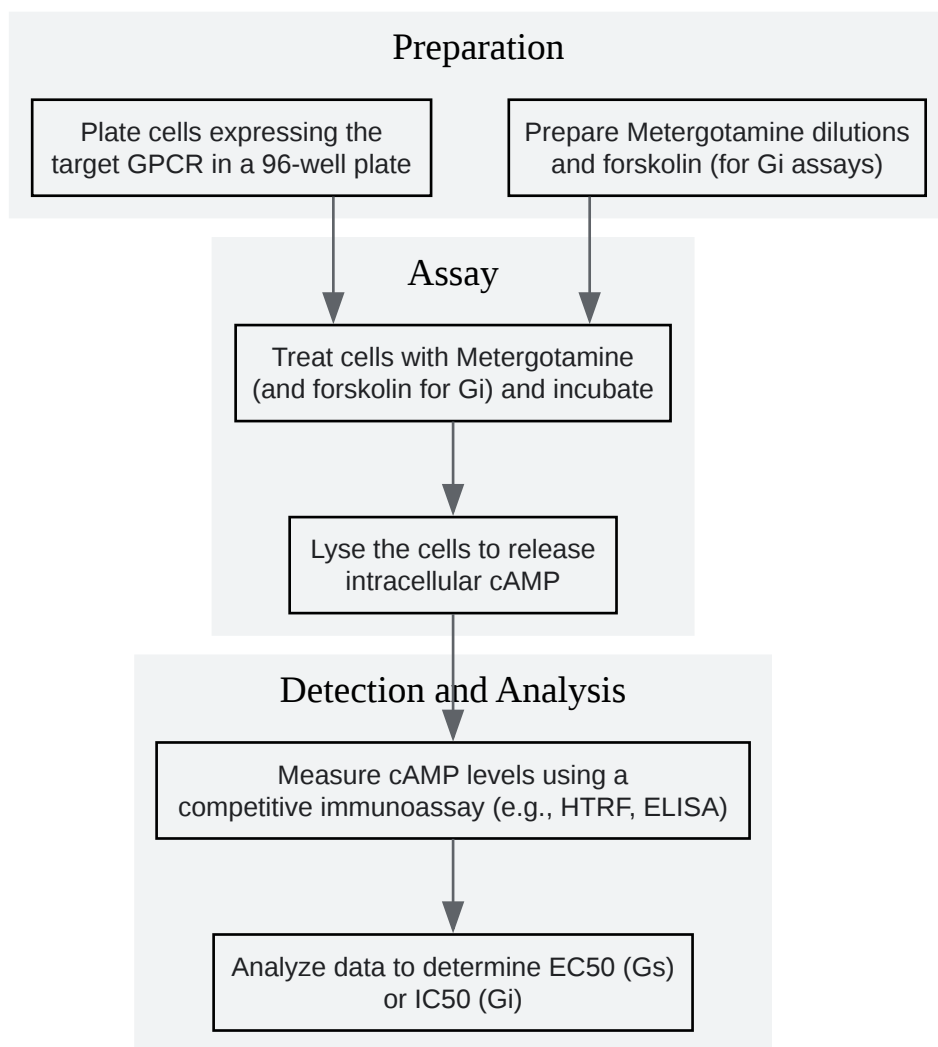 Preparation
Plate cells expressing the
target GPCR in a 96-well plate
Prepare Metergotamine dilutions
and forskolin (for Gi assays)
Assay
Treat cells with Metergotamine
(and forskolin for Gi) and incubate
Lyse the cells to release
intracellular cAMP
Detection and Analysis
Measure cAMP levels using a
competitive immunoassay (e.g., HTRF, ELISA)
Analyze data to determine EC50 (Gs)
or IC50 (Gi)